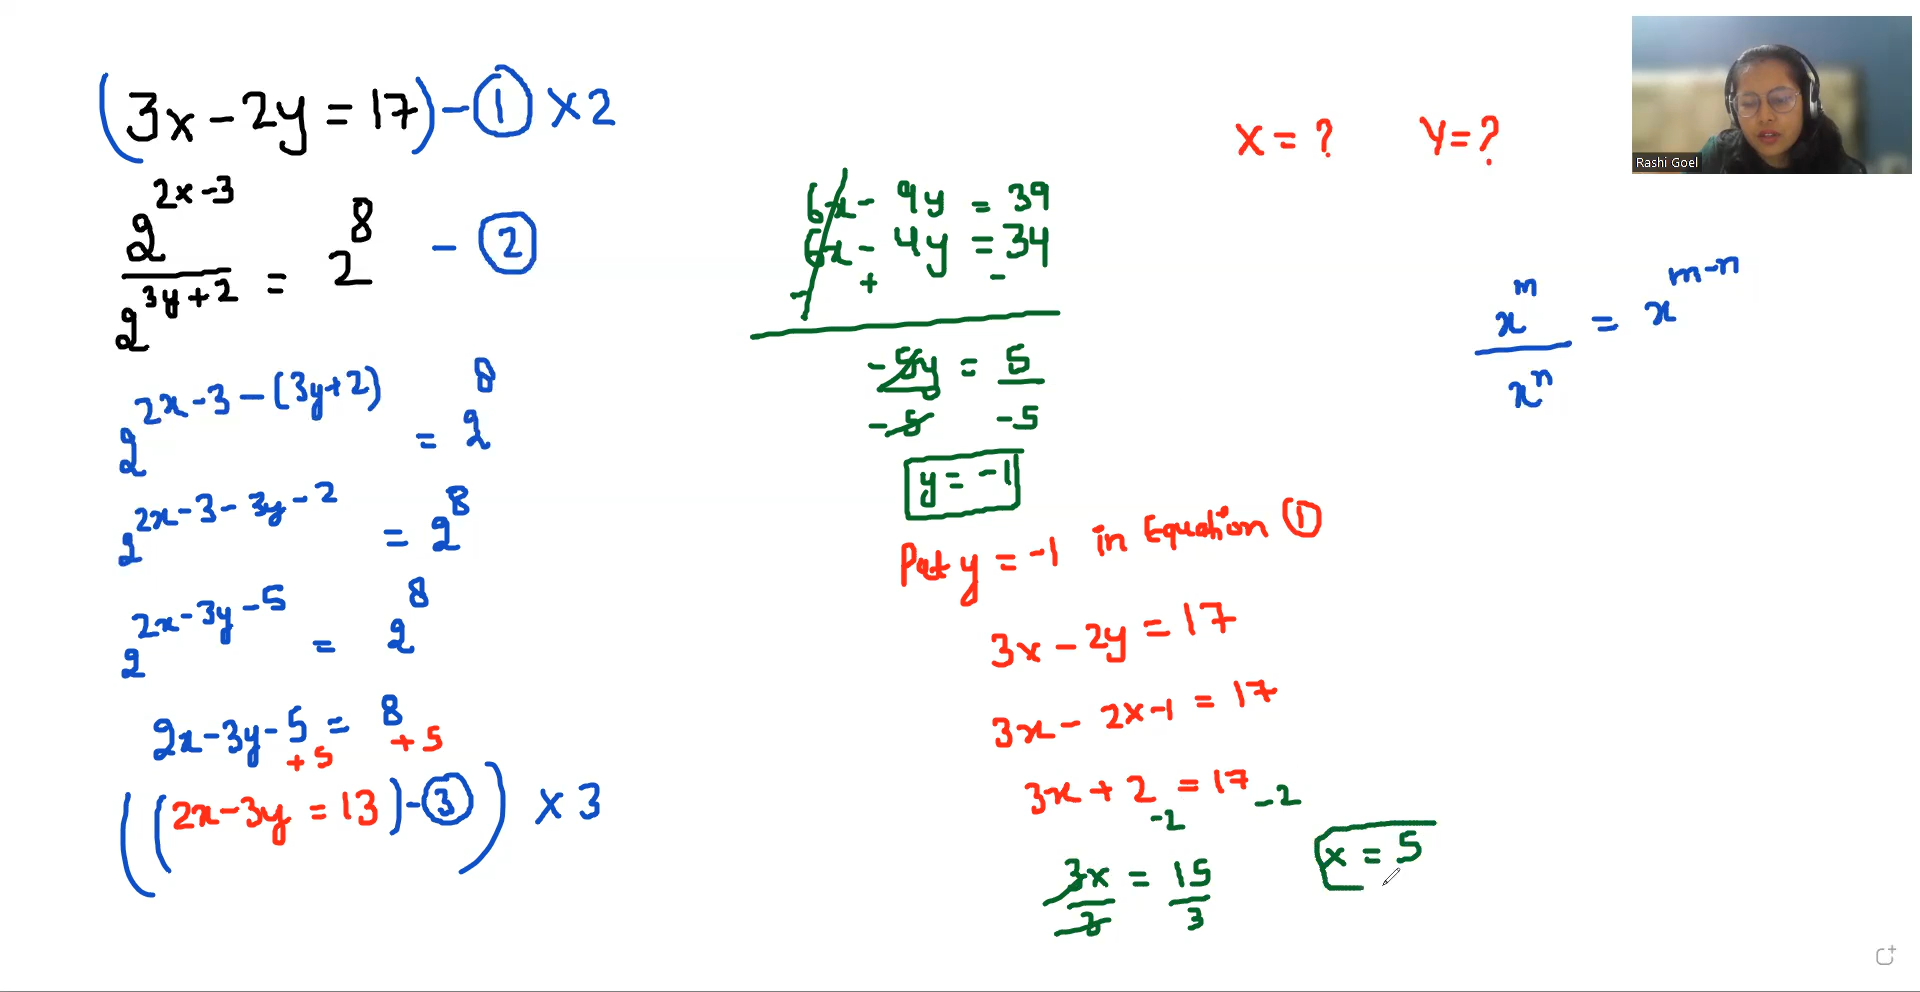 (3x - 2y = 17) - ① × 2
2^(2x-3) / 2^(3y+2) = 2^8 - ②
2^(2x-3-(3y+2)) = 2^8
2^(2x-3-3y-2) = 2^8
2^(2x-3y-5) = 2^8
2x-3y-5 = 8
+5 +5
((2x-3y = 13) - ③) × 3
6x - 9y = 39
6x - 4y = 34
- + -
-5y / -5 = 5 / -5
y = -1
Put y = -1 in Equation ①
3x - 2y = 17
3x - 2x-1 = 17
3x + 2 = 17
-2 -2
3x / 3 = 15 / 3
x = 5
X = ? Y = ?
x^m / x^n = x^(m-n)
Rashi Goel